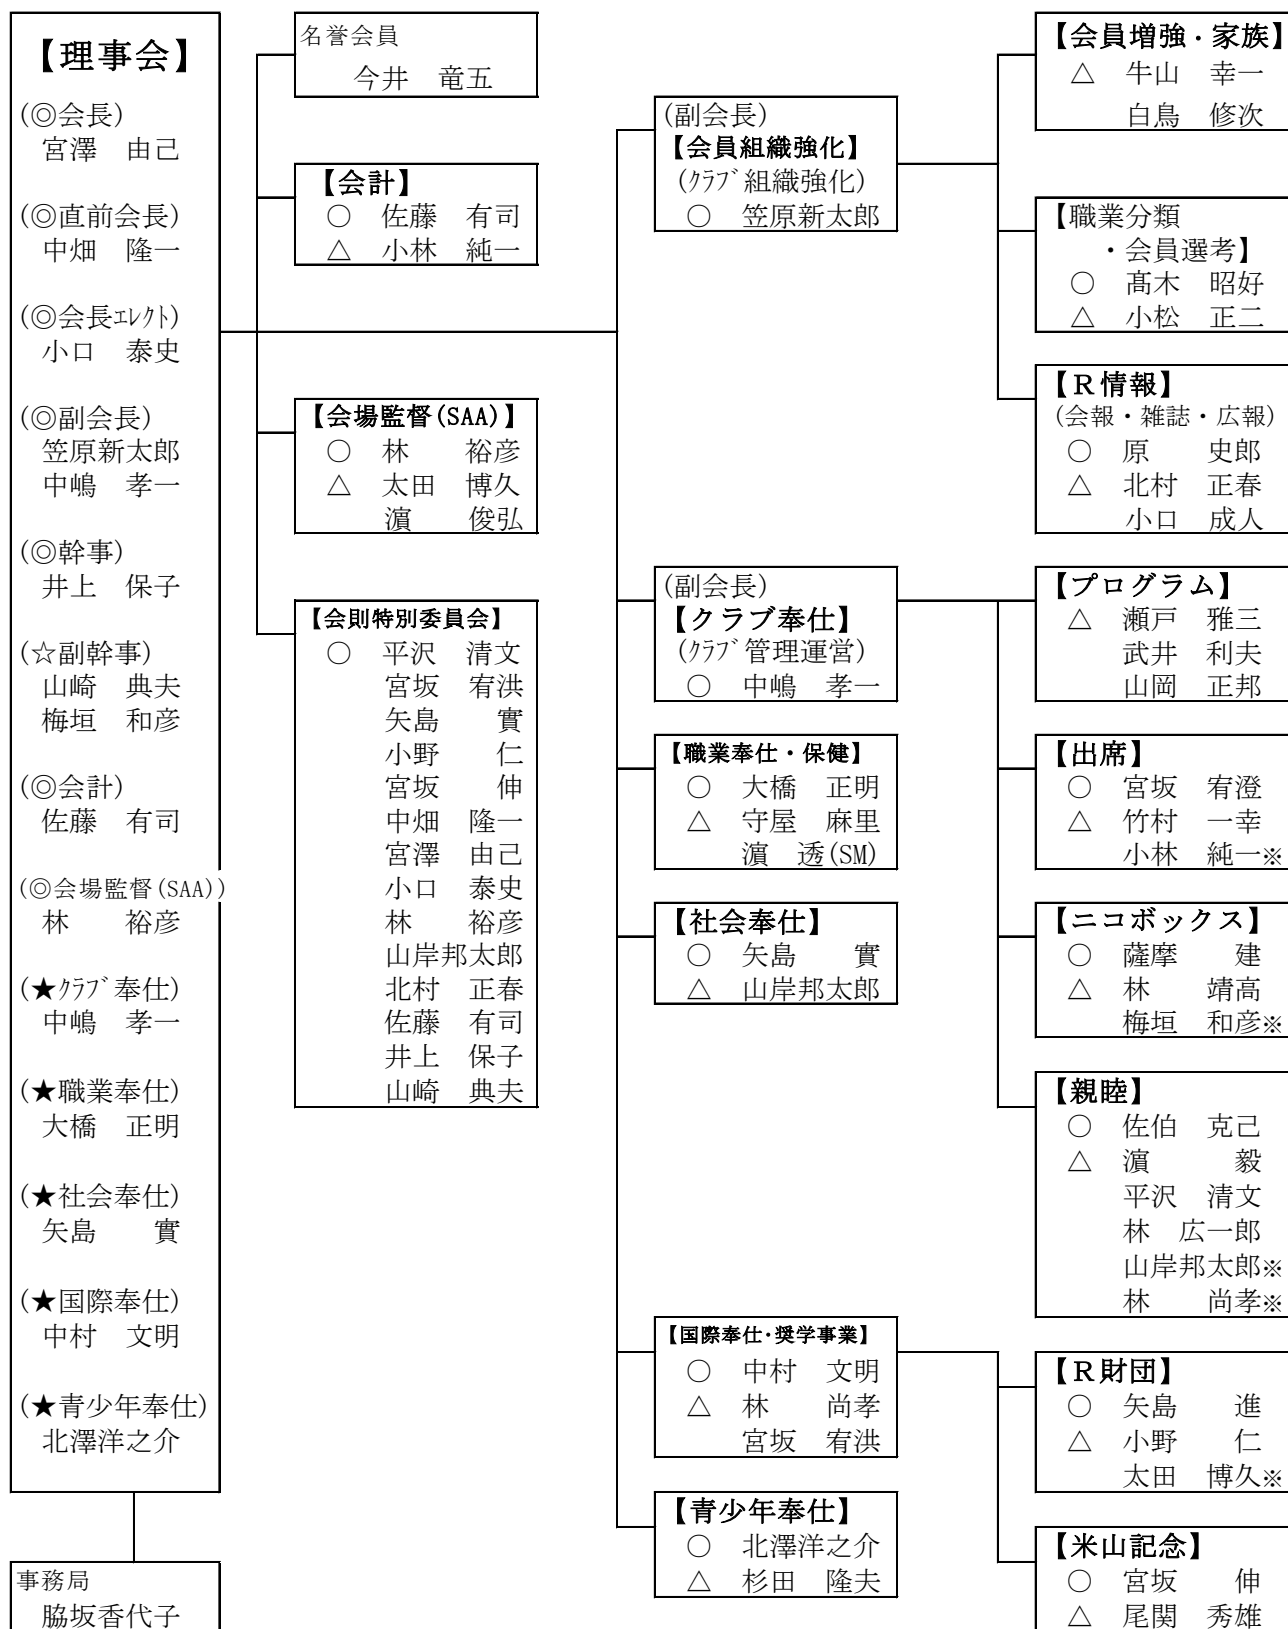 【理事会】
(◎会長)
宮澤　由己
(◎直前会長)
中畑　隆一
(◎会長ｴﾚｸﾄ)
小口　泰史
(◎副会長)
笠原新太郎
中嶋　孝一
(◎幹事)
井上　保子
(☆副幹事)
山崎　典夫
梅垣　和彦
(◎会計)
佐藤　有司
(◎会場監督(SAA))
林　　裕彦
(★ｸﾗﾌﾞ奉仕)
中嶋　孝一
(★職業奉仕)
大橋　正明
(★社会奉仕)
矢島　　實
(★国際奉仕)
中村　文明
(★青少年奉仕)
北澤洋之介
事務局
脇坂香代子
名誉会員
今井　竜五
【会計】
○　佐藤　有司
△　小林　純一
【会場監督(SAA)】
○　林　　裕彦
△　太田　博久
濵　　俊弘
【会則特別委員会】
○　平沢　清文
宮坂　宥洪
矢島　　實
小野　　仁
宮坂　　伸
中畑　隆一
宮澤　由己
小口　泰史
林　　裕彦
山岸邦太郎
北村　正春
佐藤　有司
井上　保子
山崎　典夫
(副会長)
【会員組織強化】
(ｸﾗﾌﾞ組織強化)
○　笠原新太郎
(副会長)
【クラブ奉仕】
(ｸﾗﾌﾞ管理運営)
○　中嶋　孝一
【職業奉仕・保健】
○　大橋　正明
△　守屋　麻里
濵　透(SM)
【社会奉仕】
○　矢島　　實
△　山岸邦太郎
【国際奉仕・奨学事業】
○　中村　文明
△　林　　尚孝
宮坂　宥洪
【青少年奉仕】
○　北澤洋之介
△　杉田　隆夫
【会員増強・家族】
△　牛山　幸一
白鳥　修次
【職業分類
・会員選考】
○　髙木　昭好
△　小松　正二
【Ｒ情報】
(会報・雑誌・広報)
○　原　　史郎
△　北村　正春
小口　成人
【プログラム】
△　瀬戸　雅三
武井　利夫
山岡　正邦
【出席】
○　宮坂　宥澄
△　竹村　一幸
小林　純一※
【ニコボックス】
○　薩摩　　建
△　林　　靖高
梅垣　和彦※
【親睦】
○　佐伯　克己
△　濵　　　毅
平沢　清文
林　広一郎
山岸邦太郎※
林　　尚孝※
【Ｒ財団】
○　矢島　　進
△　小野　　仁
太田　博久※
【米山記念】
○　宮坂　　伸
△　尾関　秀雄